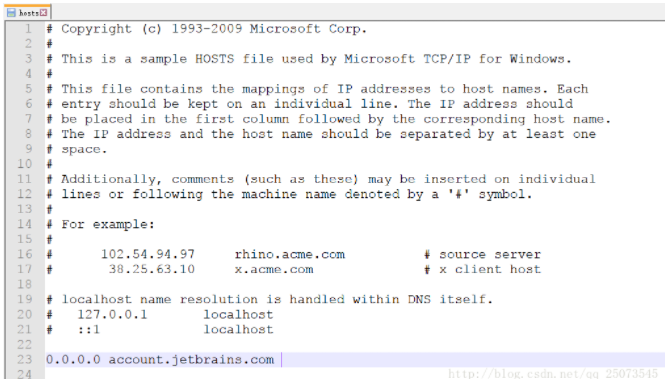 hosts
1 # Copyright (c) 1993-2009 Microsoft Corp.
2 #
3 # This is a sample HOSTS file used by Microsoft TCP/IP for Windows.
4 #
5 # This file contains the mappings of IP addresses to host names. Each
6 # entry should be kept on an individual line. The IP address should
7 # be placed in the first column followed by the corresponding host name.
8 # The IP address and the host name should be separated by at least one
9 # space.
10 #
11 # Additionally, comments (such as these) may be inserted on individual
12 # lines or following the machine name denoted by a '#' symbol.
13 #
14 # For example:
15 #
16 #      102.54.94.97     rhino.acme.com          # source server
17 #       38.25.63.10     x.acme.com              # x client host
18
19 # localhost name resolution is handled within DNS itself.
20 #   127.0.0.1       localhost
21 #   ::1             localhost
22
23 0.0.0.0 account.jetbrains.com
24
http://blog.csdn.net/qq_25073545